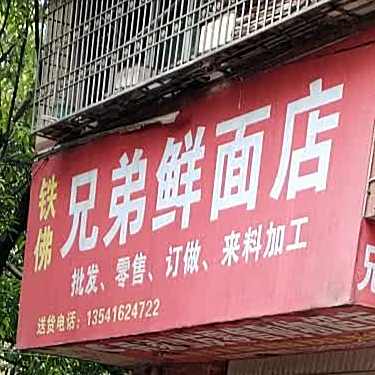 铁佛
兄弟鲜面店
批发、零售、订做、来料加工
送货电话：13541624722
兄